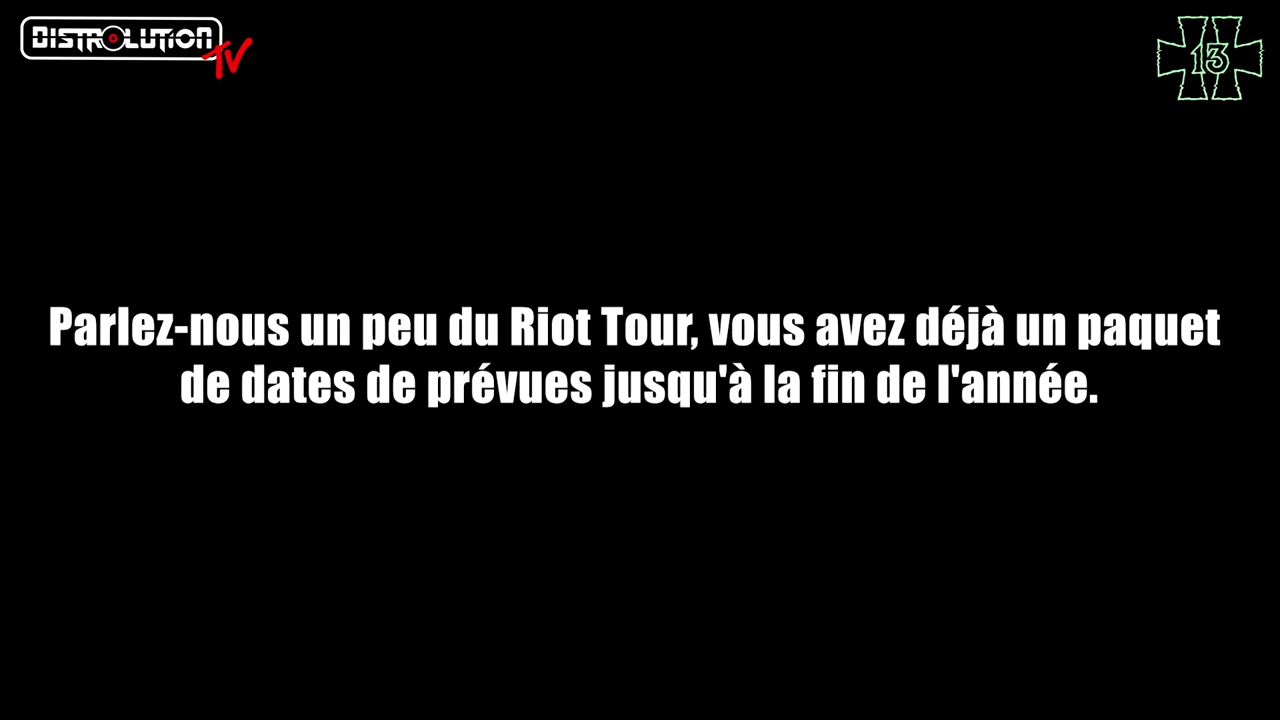 DISTROLUTION
TV
13
Parlez-nous un peu du Riot Tour, vous avez déjà un paquet
de dates de prévues jusqu'à la fin de l'année.